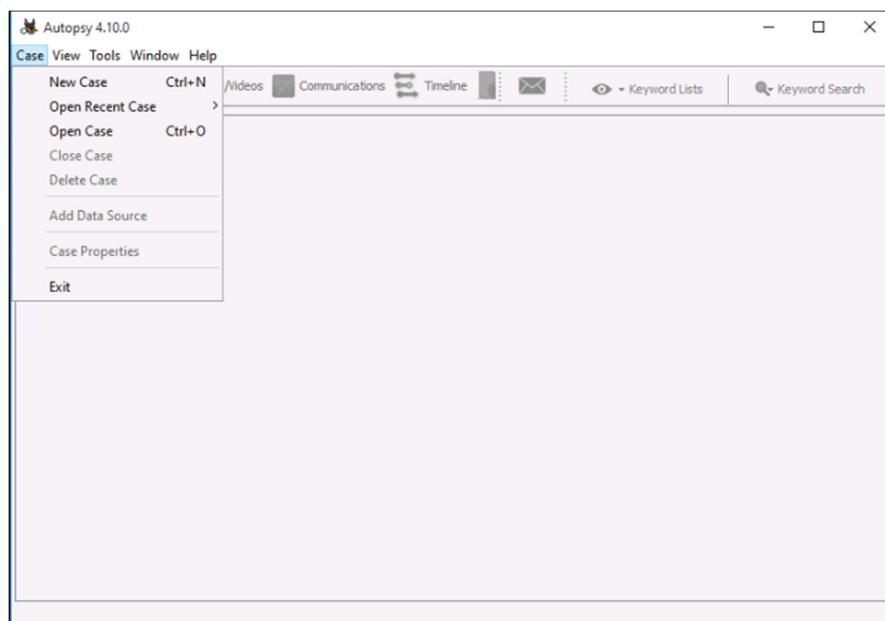 Autopsy 4.10.0
Case View Tools Window Help
/Videos Communications Timeline Keyword Lists Keyword Search
New Case Ctrl+N
Open Recent Case
Open Case Ctrl+O
Close Case
Delete Case
Add Data Source
Case Properties
Exit